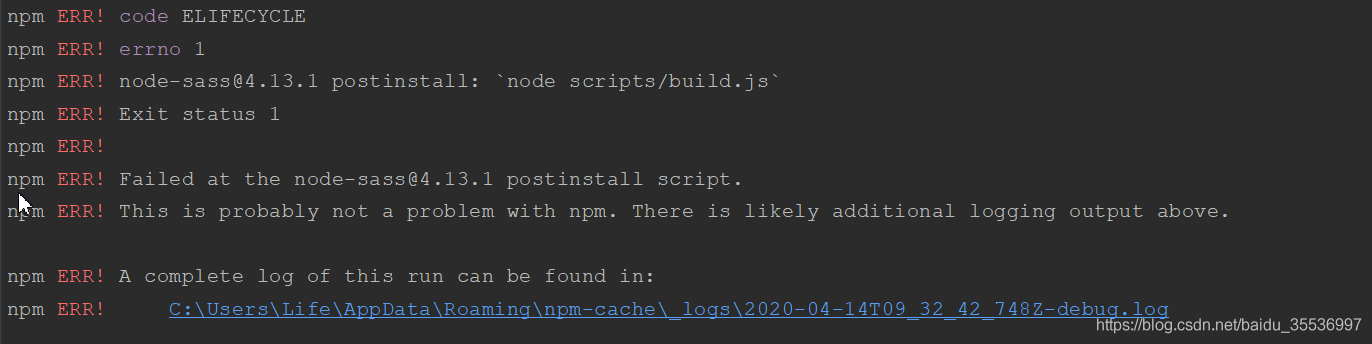 npm ERR! code ELIFECYCLE
npm ERR! errno 1
npm ERR! node-sass@4.13.1 postinstall: `node scripts/build.js`
npm ERR! Exit status 1
npm ERR!
npm ERR! Failed at the node-sass@4.13.1 postinstall script.
npm ERR! This is probably not a problem with npm. There is likely additional logging output above.
npm ERR! A complete log of this run can be found in:
npm ERR!     C:\Users\Life\AppData\Roaming\npm-cache\_logs\2020-04-14T09_32_42_748Z-debug.log
https://blog.csdn.net/baidu_35536997